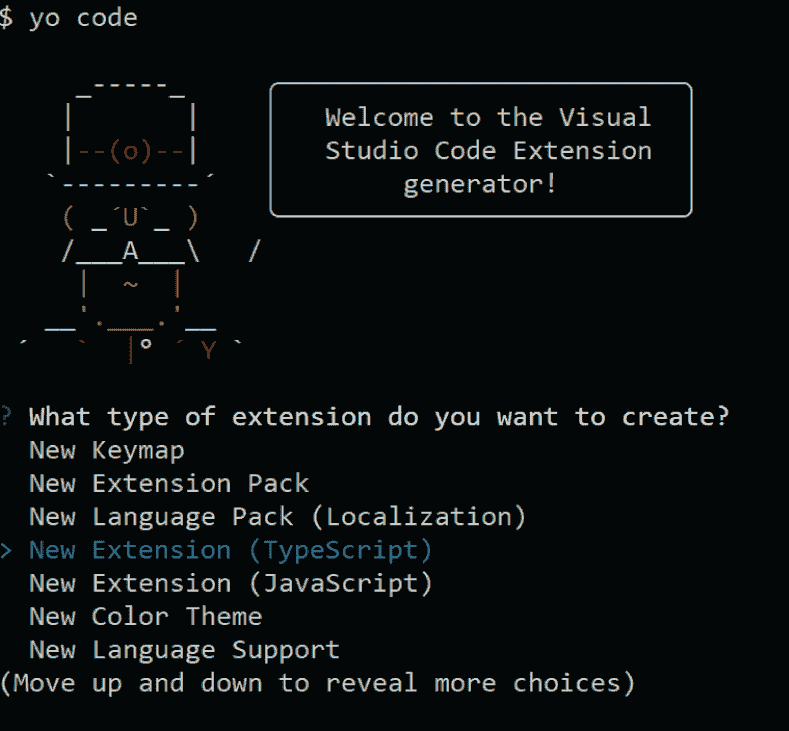 $ yo code
Welcome to the Visual
Studio Code Extension
generator!
? What type of extension do you want to create?
New Keymap
New Extension Pack
New Language Pack (Localization)
> New Extension (TypeScript)
New Extension (JavaScript)
New Color Theme
New Language Support
(Move up and down to reveal more choices)